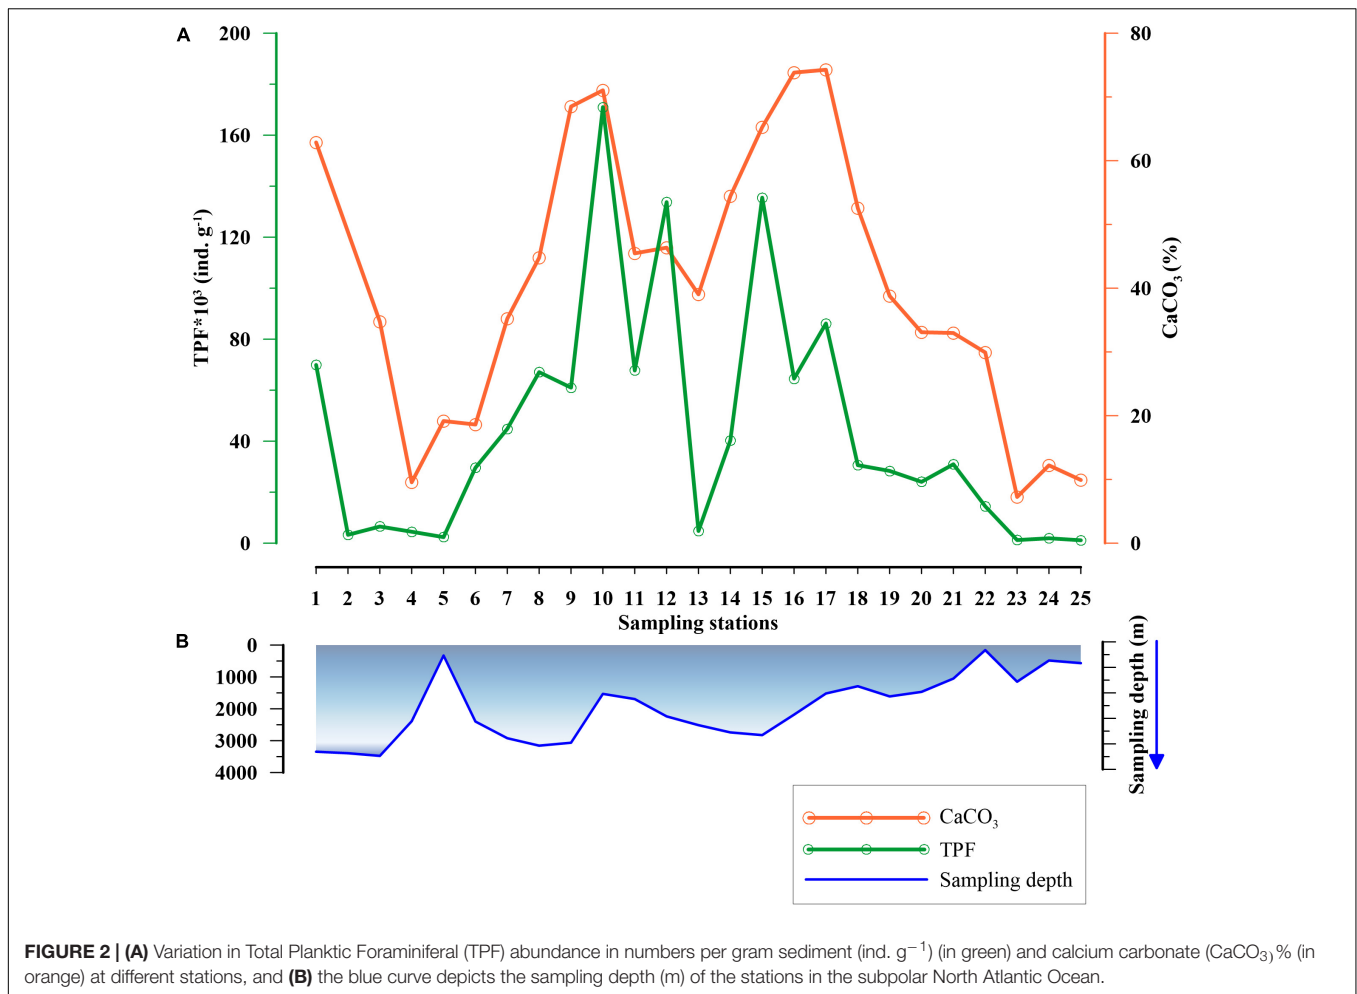 A
200
160
120
80
40
0
TPF*10³ (ind. g⁻¹)
80
60
40
20
0
CaCO₃ (%)
1 2 3 4 5 6 7 8 9 10 11 12 13 14 15 16 17 18 19 20 21 22 23 24 25
Sampling stations
B
0
1000
2000
3000
4000
Sampling depth (m)
CaCO₃
TPF
Sampling depth
FIGURE 2 | (A) Variation in Total Planktic Foraminiferal (TPF) abundance in numbers per gram sediment (ind. g⁻¹) (in green) and calcium carbonate (CaCO₃)% (in
orange) at different stations, and (B) the blue curve depicts the sampling depth (m) of the stations in the subpolar North Atlantic Ocean.